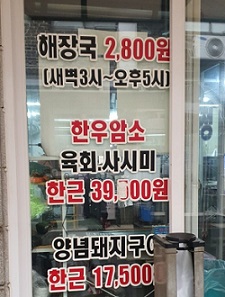 해장국 2,800원
(새벽3시~오후5시)
한우암소
육회.사시미
한근
양념돼지구이
한근 17,500